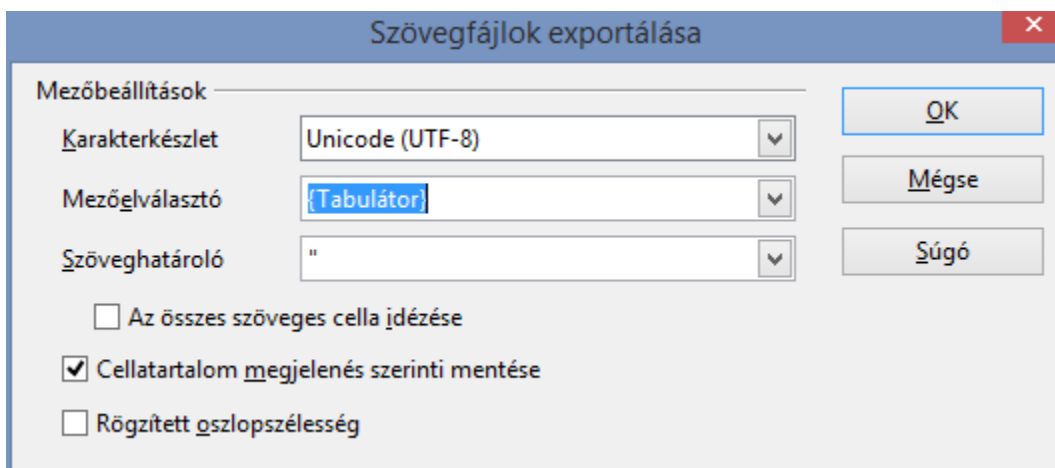 Szövegfájlok exportálása
Mezőbeállítások
Karakterkészlet
Unicode (UTF-8)
Mezőelválasztó
{Tabulátor}
Szöveghatároló
"
Az összes szöveges cella idézése
Cellatartalom megjelenés szerinti mentése
Rögzített oszlopszélesség
OK
Mégse
Súgó